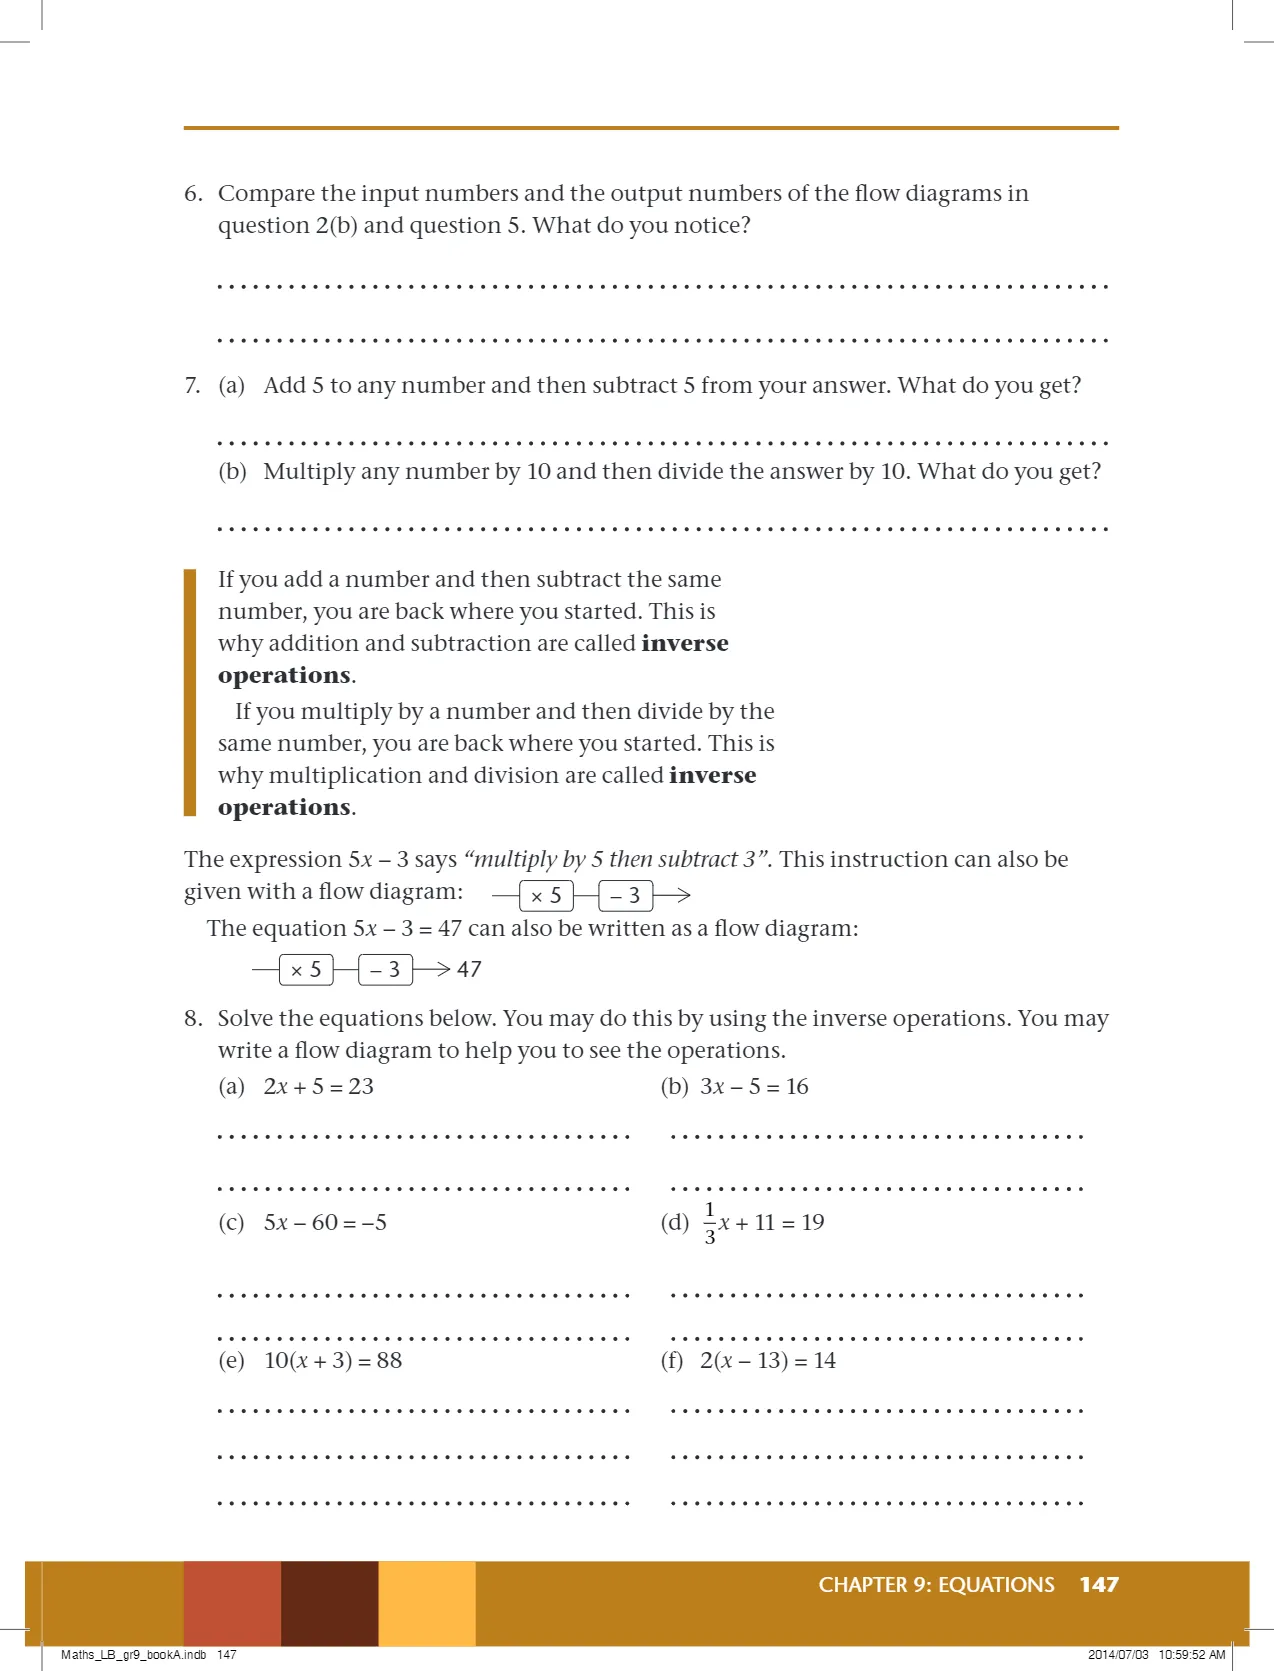 6. Compare the input numbers and the output numbers of the flow diagrams in
question 2(b) and question 5. What do you notice?
7. (a) Add 5 to any number and then subtract 5 from your answer. What do you get?
(b) Multiply any number by 10 and then divide the answer by 10. What do you get?
If you add a number and then subtract the same
number, you are back where you started. This is
why addition and subtraction are called inverse
operations.
If you multiply by a number and then divide by the
same number, you are back where you started. This is
why multiplication and division are called inverse
operations.
The expression 5x – 3 says “multiply by 5 then subtract 3”. This instruction can also be
given with a flow diagram: × 5 – 3
The equation 5x – 3 = 47 can also be written as a flow diagram:
× 5 – 3 47
8. Solve the equations below. You may do this by using the inverse operations. You may
write a flow diagram to help you to see the operations.
(a) 2x + 5 = 23 (b) 3x – 5 = 16
(c) 5x – 60 = –5 (d) 1/3 x + 11 = 19
(e) 10(x + 3) = 88 (f) 2(x – 13) = 14
CHAPTER 9: EQUATIONS 147
Maths_LB_gr9_bookA.indb 147 2014/07/03 10:59:52 AM